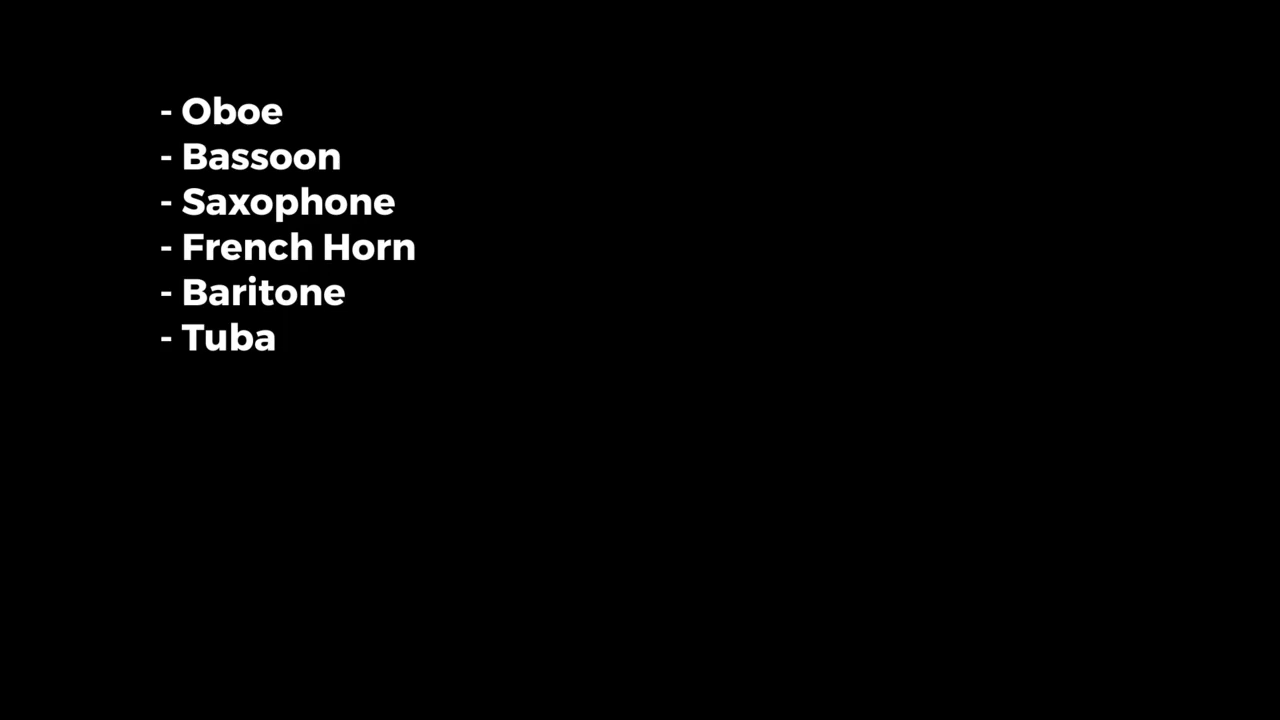 - Oboe
- Bassoon
- Saxophone
- French Horn
- Baritone
- Tuba